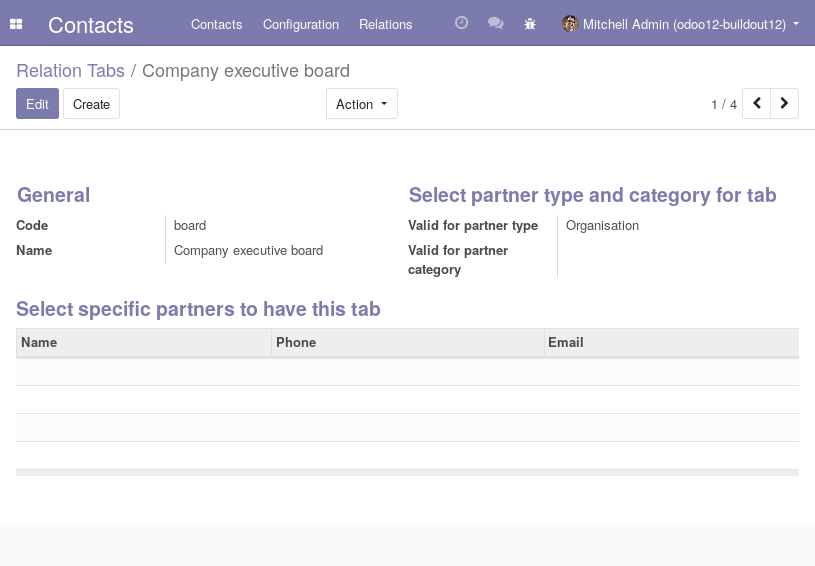 Contacts Contacts Configuration Relations Mitchell Admin (odoo12-buildout12)
Relation Tabs / Company executive board
Edit Create Action 1 / 4
General
Code board
Name Company executive board
Select partner type and category for tab
Valid for partner type Organisation
Valid for partner
category
Select specific partners to have this tab
Name Phone Email